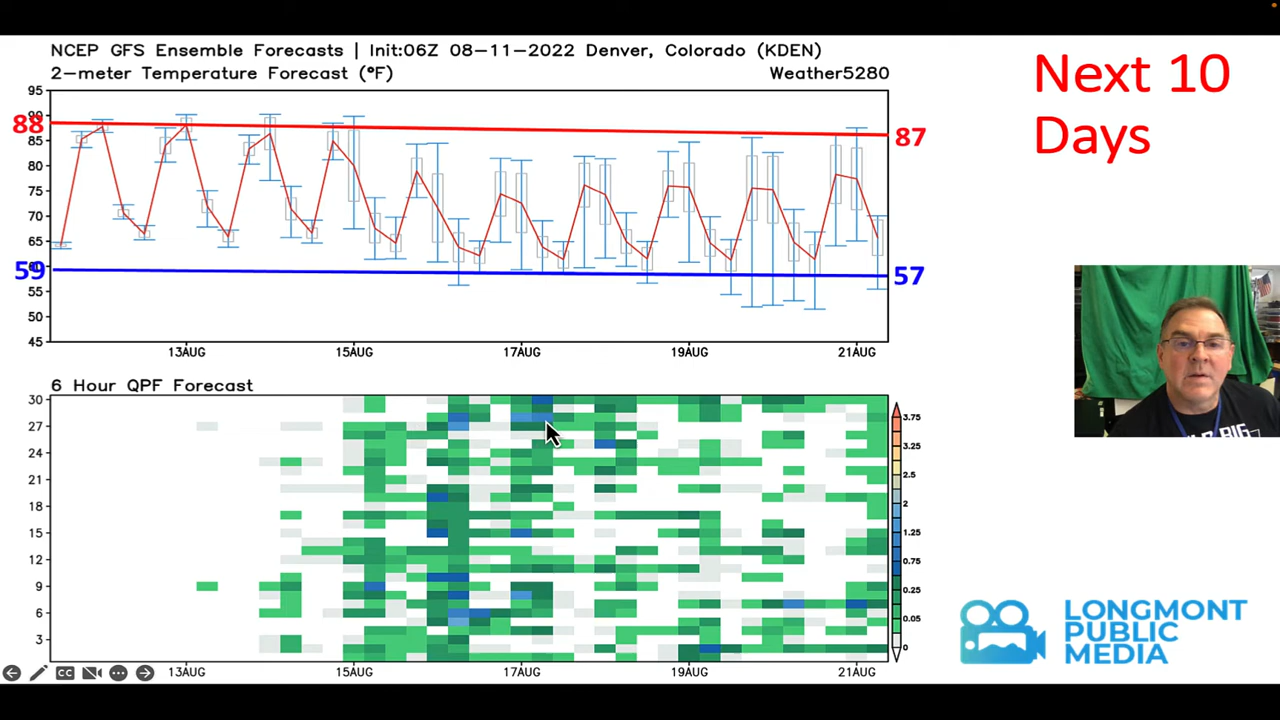 NCEP GFS Ensemble Forecasts | Init:06Z 08-11-2022 Denver, Colorado (KDEN)
2-meter Temperature Forecast (°F)
Weather5280
Next 10
Days
95
90
88
85
80
75
70
65
60
59
55
50
45
87
57
13AUG
15AUG
17AUG
19AUG
21AUG
6 Hour QPF Forecast
30
27
24
21
18
15
12
9
6
3
3.75
3.25
2.5
2
1.25
0.75
0.25
0.05
0
13AUG
15AUG
17AUG
19AUG
21AUG
CC
LONGMONT
PUBLIC
MEDIA